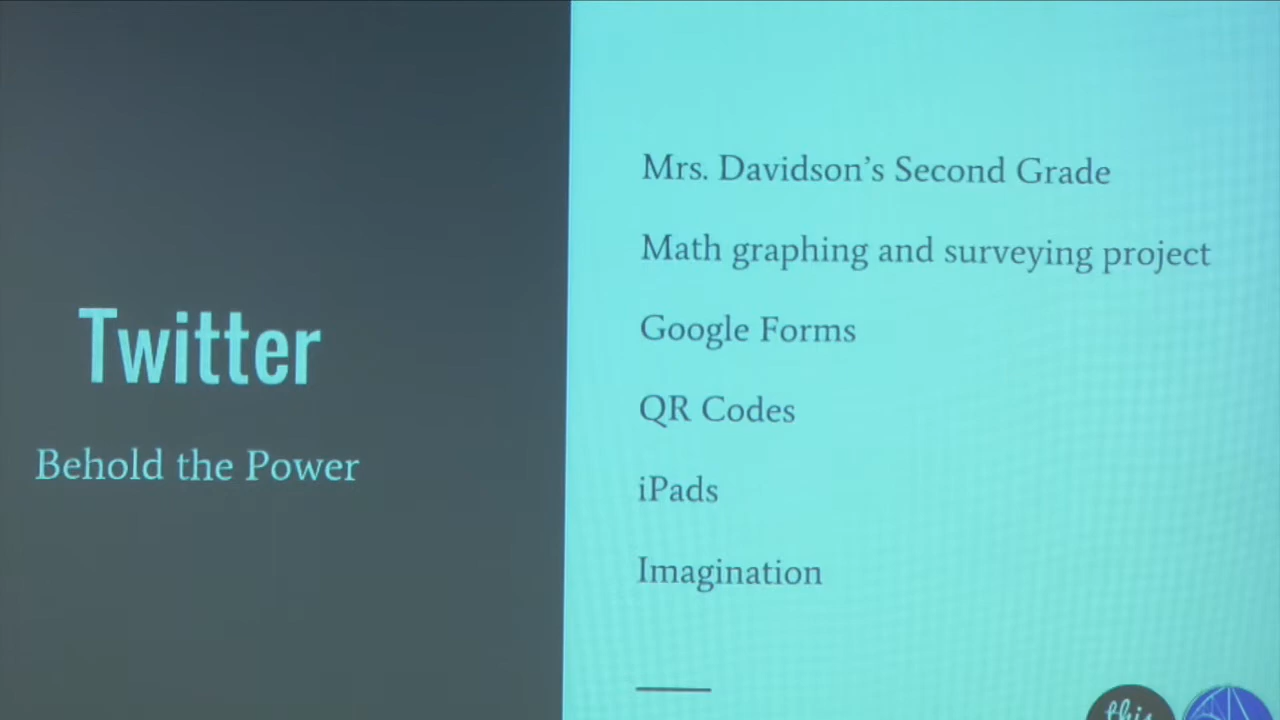 Twitter
Behold the Power
Mrs. Davidson’s Second Grade
Math graphing and surveying project
Google Forms
QR Codes
iPads
Imagination
this